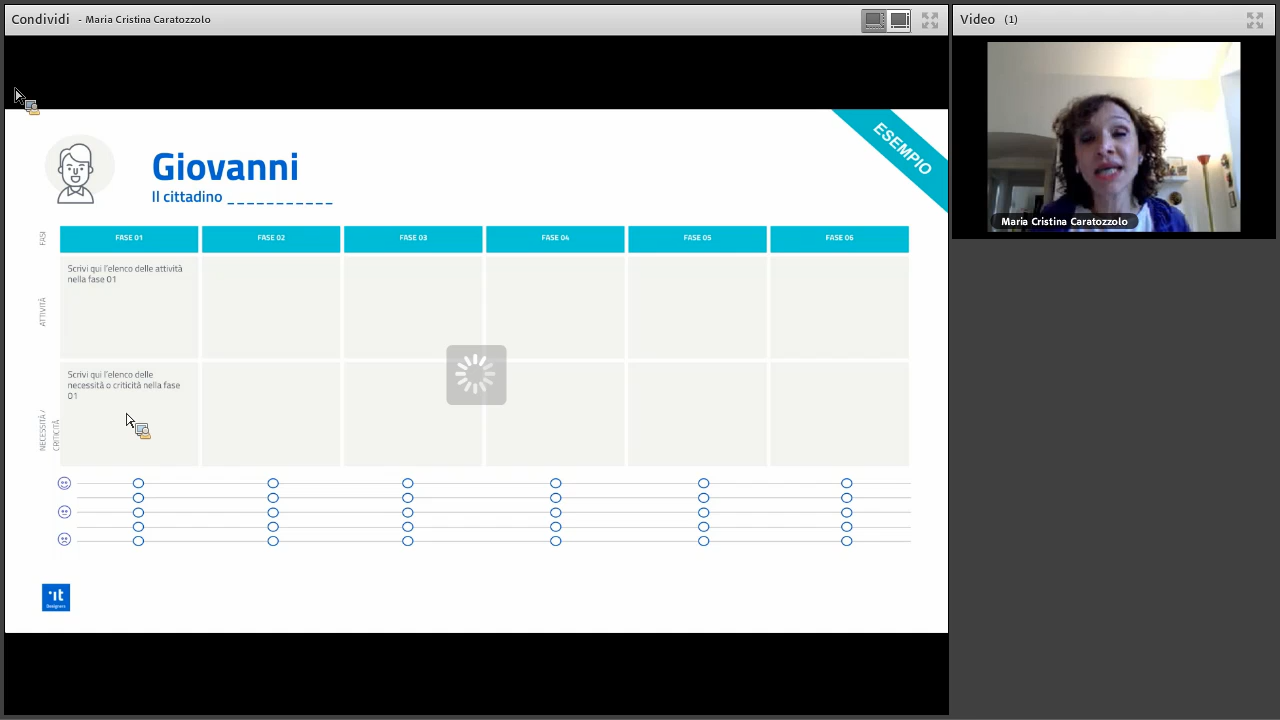 Condividi - Maria Cristina Caratozzolo
Video (1)
Maria Cristina Caratozzolo
ESEMPIO
Giovanni
Il cittadino ___________
FASI
FASE 01 FASE 02 FASE 03 FASE 04 FASE 05 FASE 06
ATTIVITÀ
Scrivi qui l'elenco delle attività
nella fase 01
NECESSITÀ /
CRITICITÀ
Scrivi qui l'elenco delle
necessità o criticità nella fase
01
it
Designers